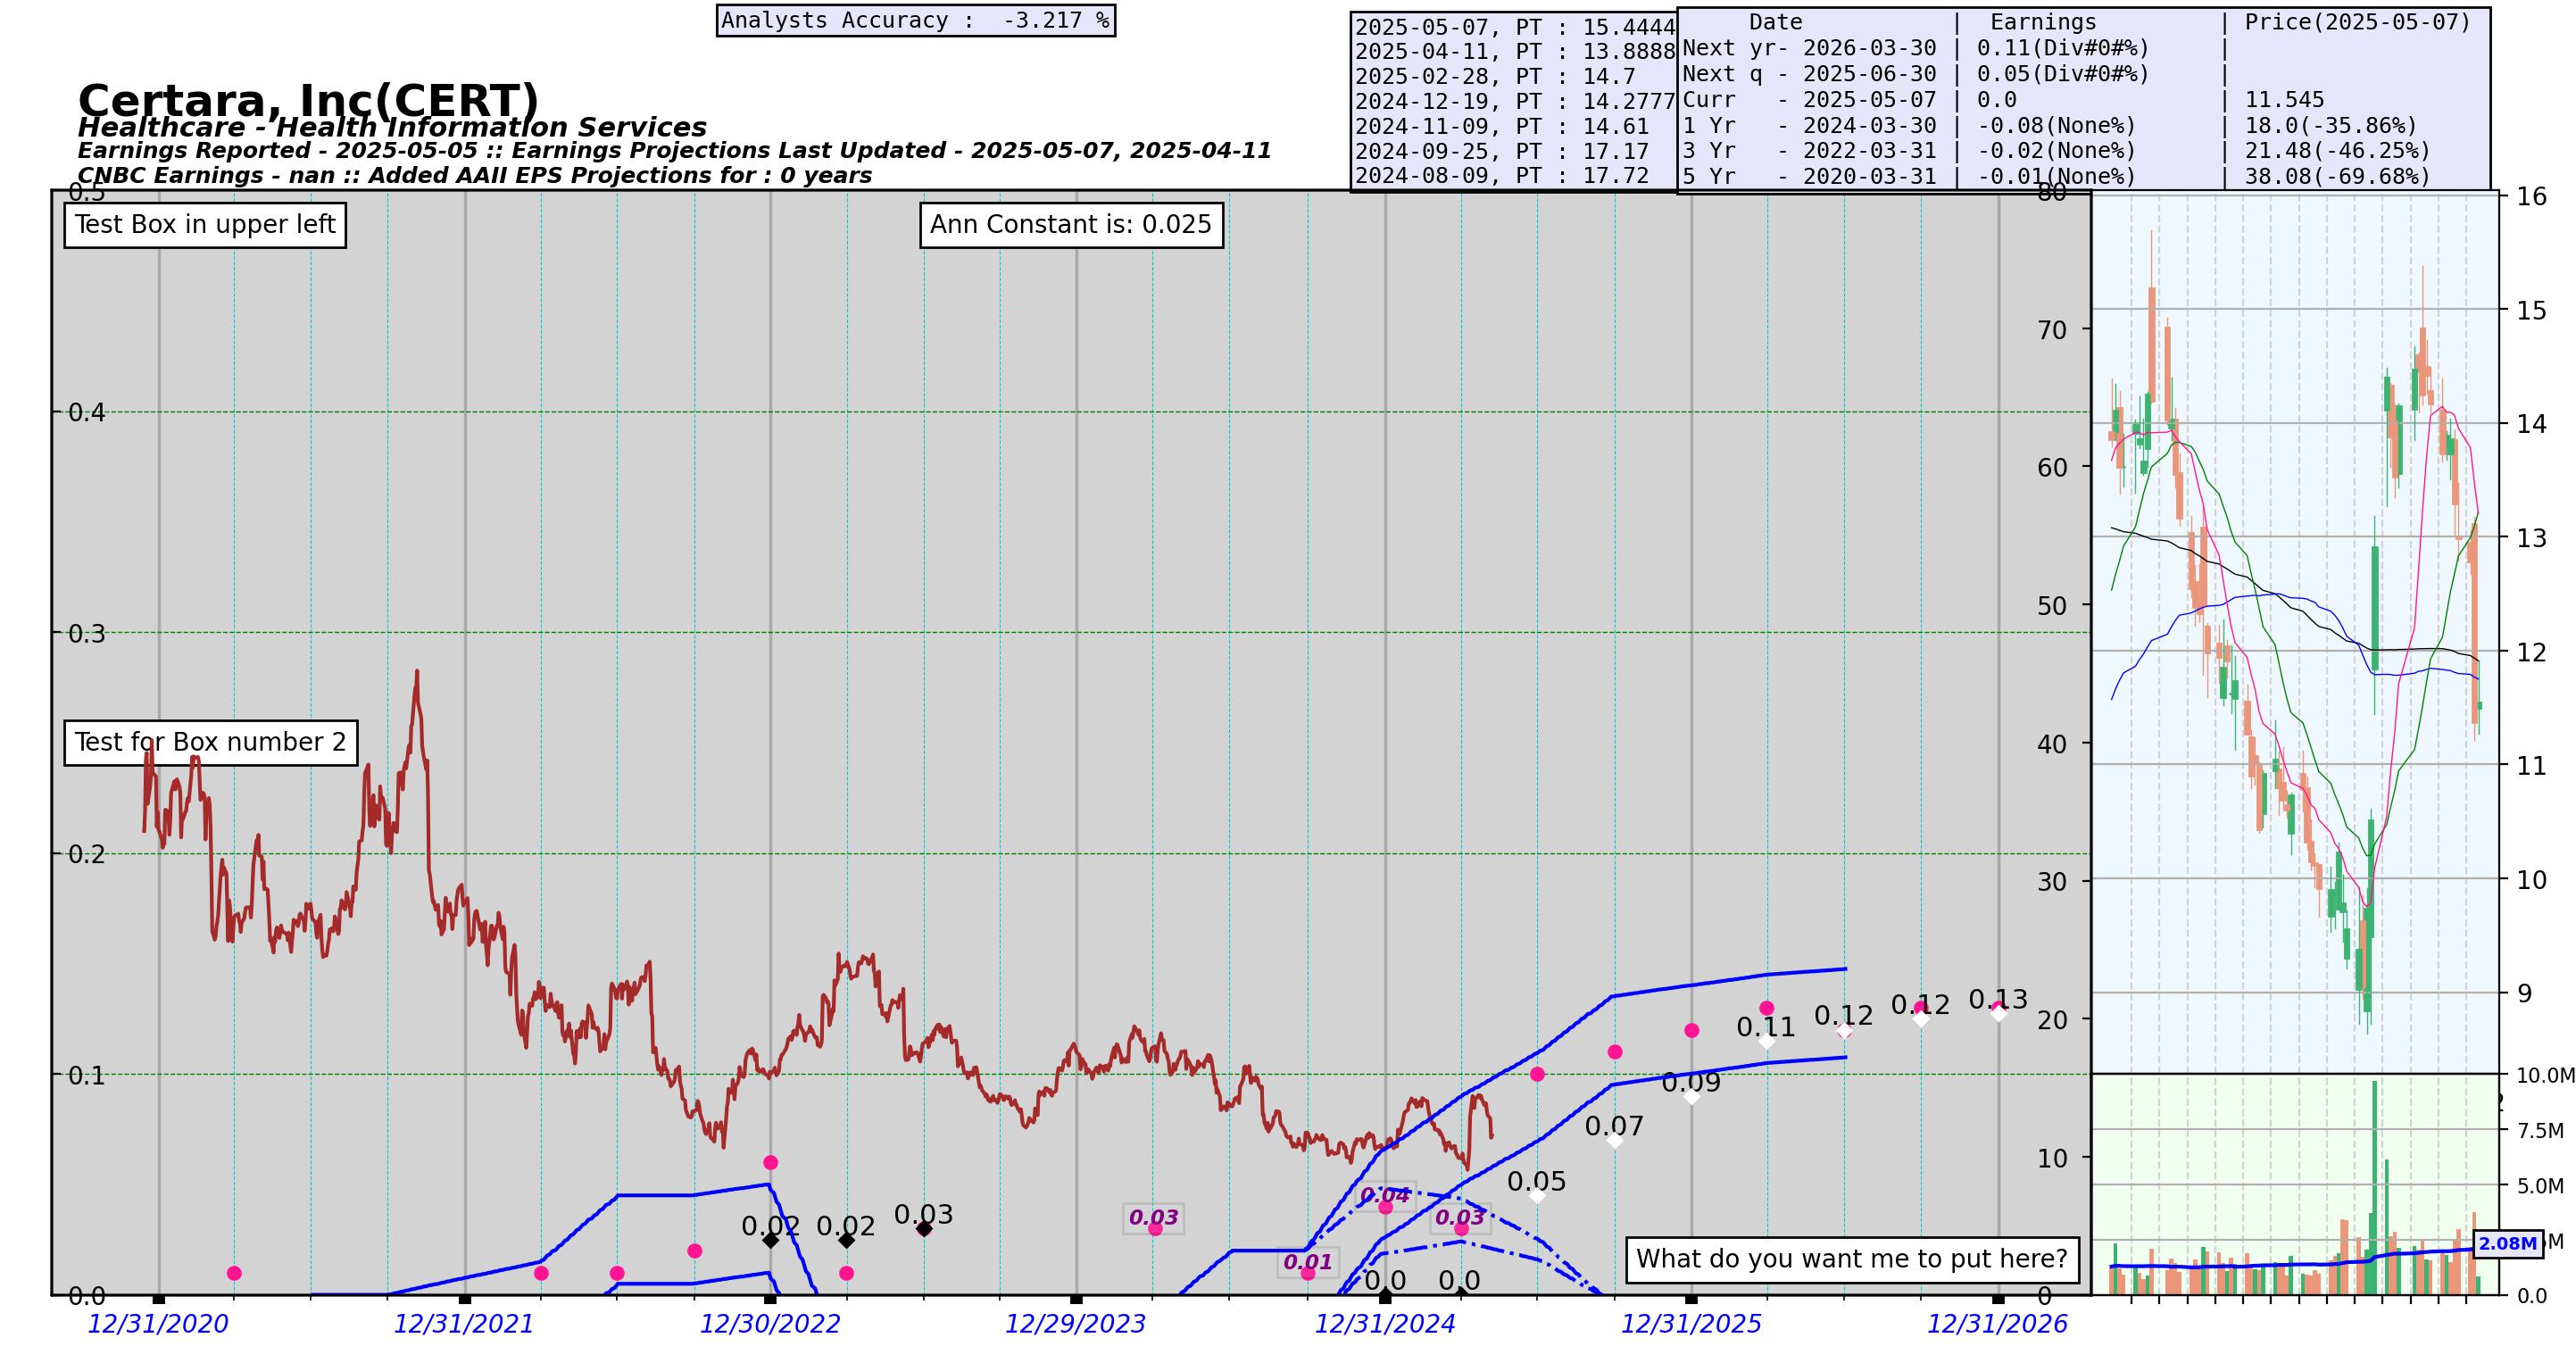 Analysts Accuracy :  -3.217 %
2025-05-07, PT : 15.4444
2025-04-11, PT : 13.8888
2025-02-28, PT : 14.7
2024-12-19, PT : 14.2777
2024-11-09, PT : 14.61
2024-09-25, PT : 17.17
2024-08-09, PT : 17.72
Date | Earnings | Price(2025-05-07)
Next yr- 2026-03-30 | 0.11(Div#0#%) |
Next q - 2025-06-30 | 0.05(Div#0#%) |
Curr - 2025-05-07 | 0.0 | 11.545
1 Yr - 2024-03-30 | -0.08(None%) | 18.0(-35.86%)
3 Yr - 2022-03-31 | -0.02(None%) | 21.48(-46.25%)
5 Yr - 2020-03-31 | -0.01(None%) | 38.08(-69.68%)
Certara, Inc(CERT)
Healthcare - Health Information Services
Earnings Reported - 2025-05-05 :: Earnings Projections Last Updated - 2025-05-07, 2025-04-11
CNBC Earnings - nan :: Added AAII EPS Projections for : 0 years
Test Box in upper left
Ann Constant is: 0.025
Test for Box number 2
What do you want me to put here?
0.5
0.4
0.3
0.2
0.1
0.0
80
70
60
50
40
30
20
10
0
16
15
14
13
12
11
10
9
10.0M
7.5M
5.0M
2.08M
0.0
0.02
0.02
0.03
0.03
0.01
0.04
0.03
0.0
0.0
0.05
0.07
0.09
0.11
0.12
0.12
0.13
12/31/2020
12/31/2021
12/30/2022
12/29/2023
12/31/2024
12/31/2025
12/31/2026